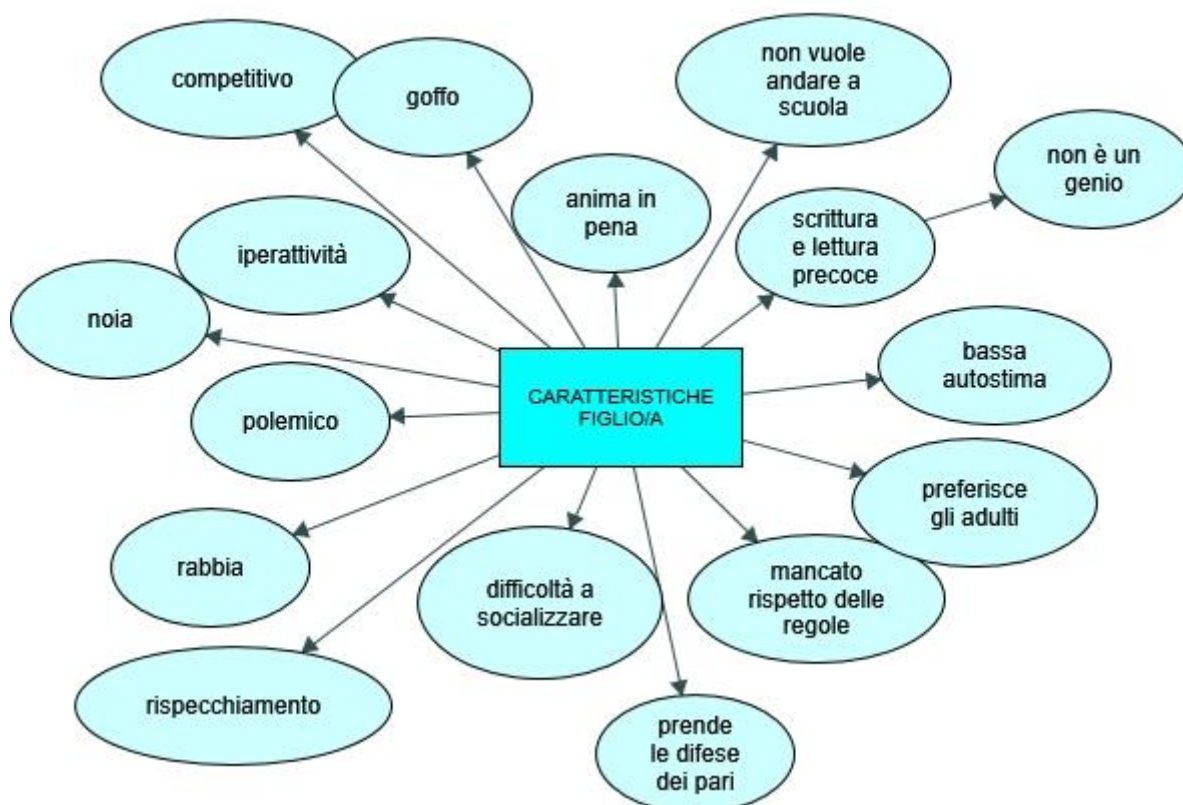 competitivo
goffo
non vuole
andare a
scuola
non è un
genio
anima in
pena
scrittura
e lettura
precoce
iperattività
noia
bassa
autostima
CARATTERISTICHE
FIGLIO/A
polemico
preferisce
gli adulti
rabbia
difficoltà a
socializzare
mancato
rispetto delle
regole
rispecchiamento
prende
le difese
dei pari